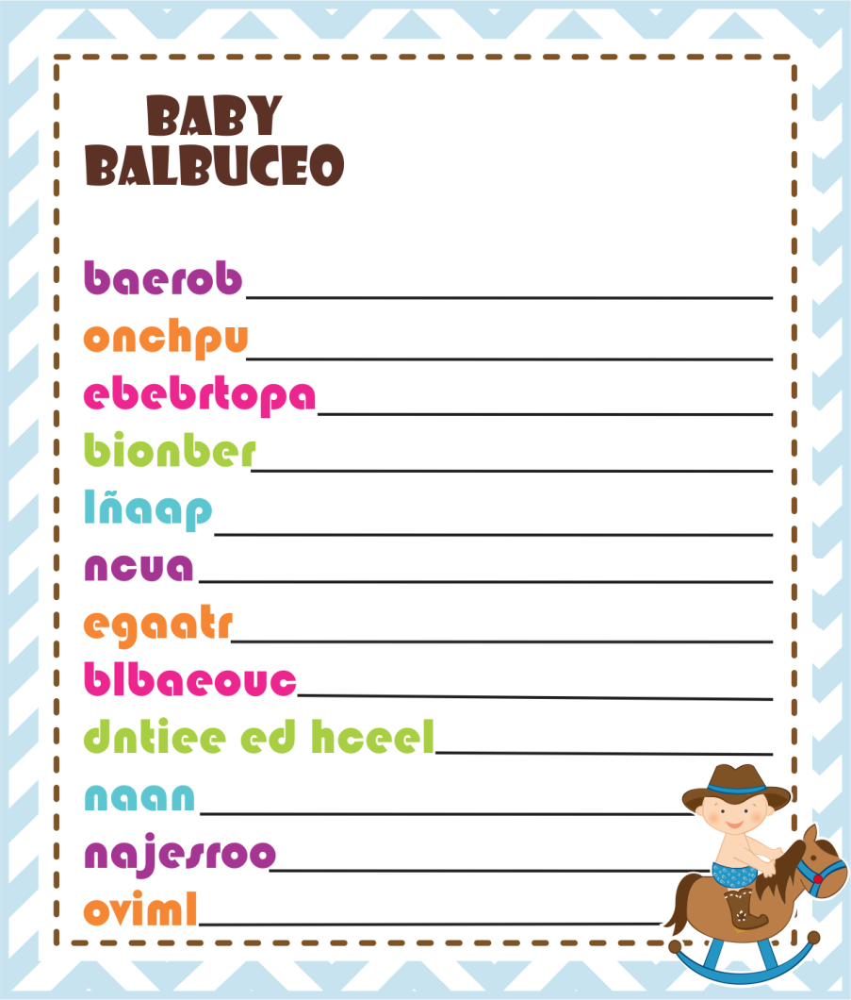 BABY
BALBUCEO
baerob
onchpu
ebebrtopa
bionber
lñaap
ncua
egaatr
blbaeouc
dntiee ed hceel
naan
najesroo
oviml